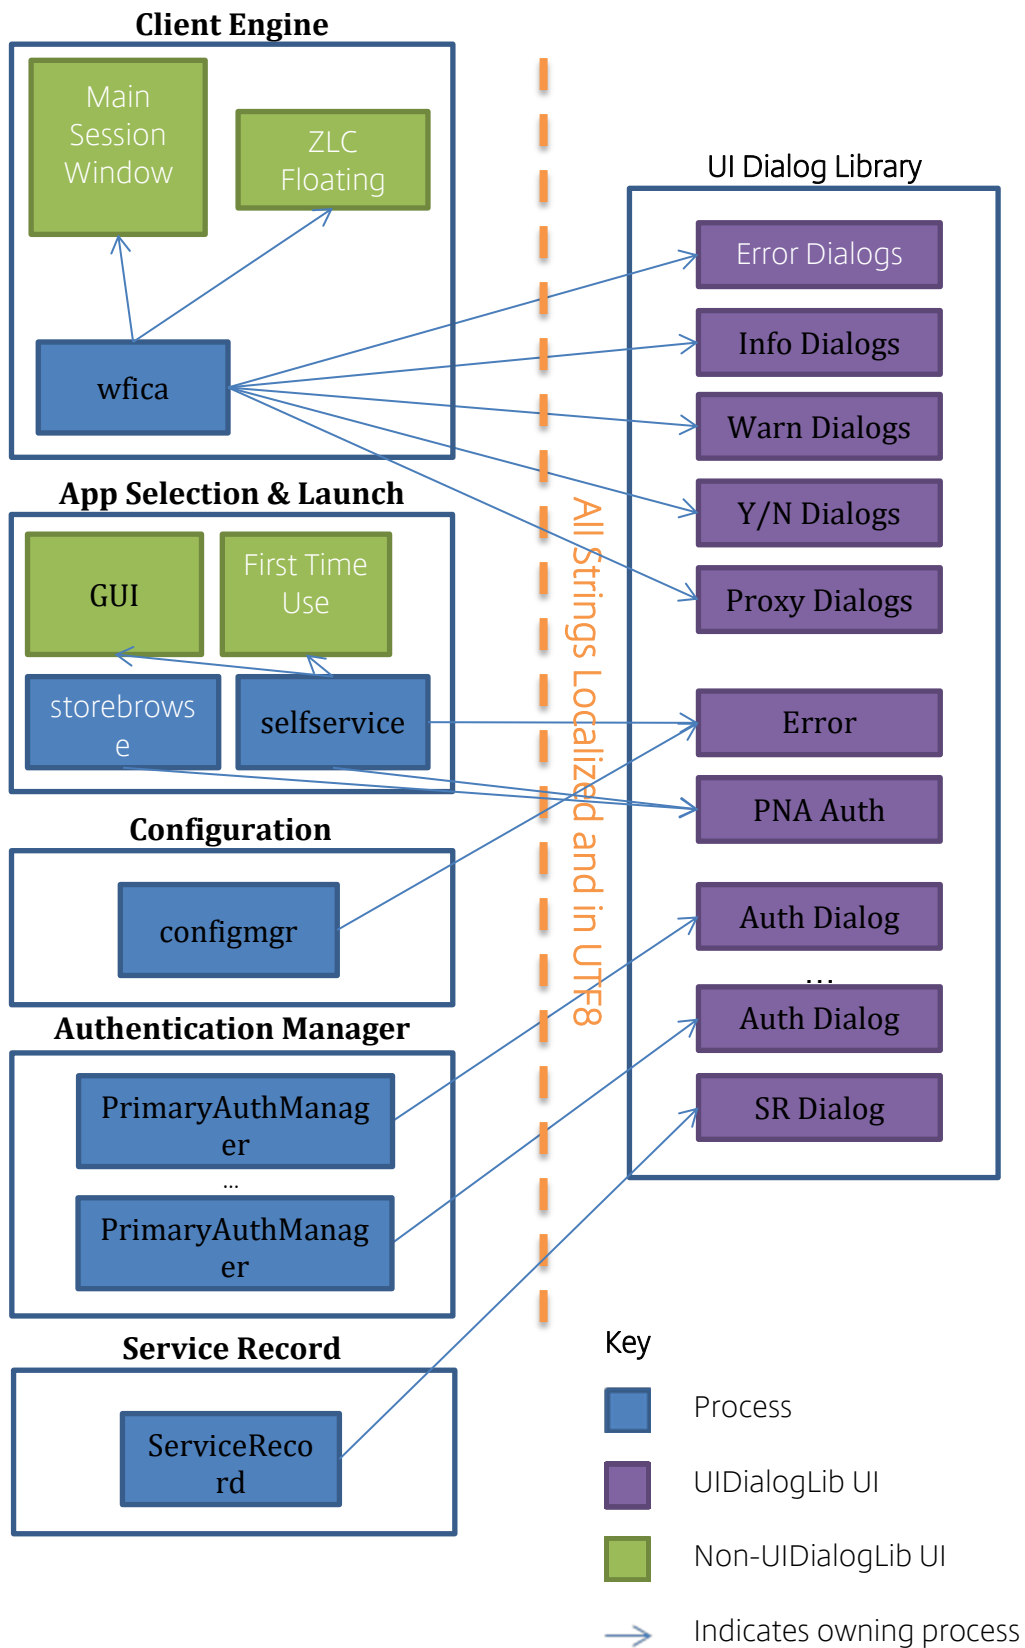 Client Engine
Main
Session
Window
ZLC
Floating
wfica
App Selection & Launch
GUI
First Time
Use
storebrows
e
selfservice
Configuration
configmgr
Authentication Manager
PrimaryAuthManag
er
...
PrimaryAuthManag
er
Service Record
ServiceReco
rd
All Strings Localized and in UTF8
UI Dialog Library
Error Dialogs
Info Dialogs
Warn Dialogs
Y/N Dialogs
Proxy Dialogs
Error
PNA Auth
Auth Dialog
...
Auth Dialog
SR Dialog
Key
Process
UIDialogLib UI
Non-UIDialogLib UI
Indicates owning process